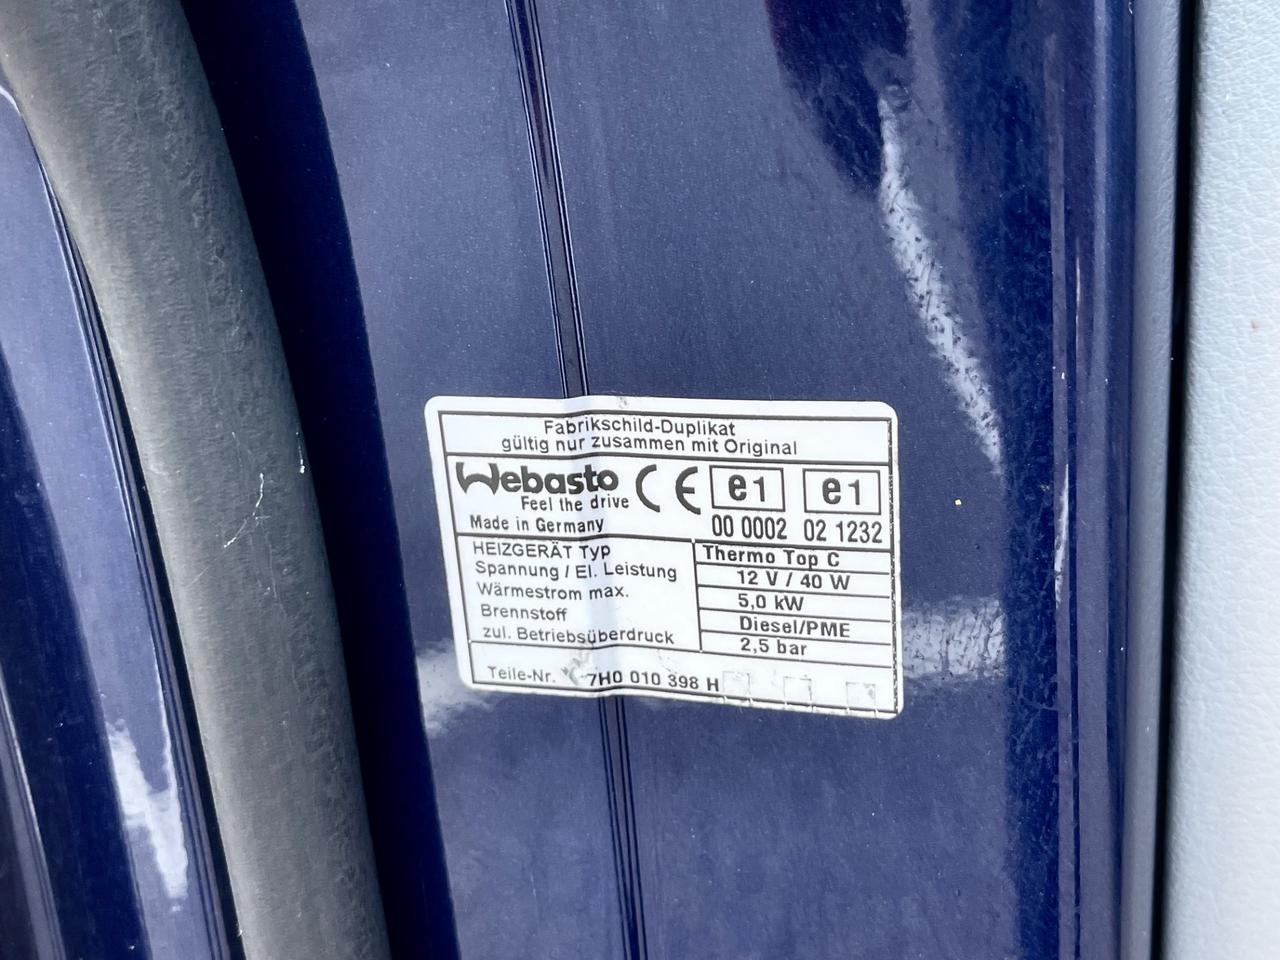 Fabrikschild-Duplikat
gültig nur zusammen mit Original
Webasto CE e1 e1
Feel the drive
Made in Germany 00 0002 02 1232
HEIZGERÄT Typ Thermo Top C
Spannung / El. Leistung 12 V / 40 W
Wärmestrom max. 5,0 kW
Brennstoff Diesel/PME
zul. Betriebsüberdruck 2,5 bar
Teile-Nr. 7H0 010 398 H